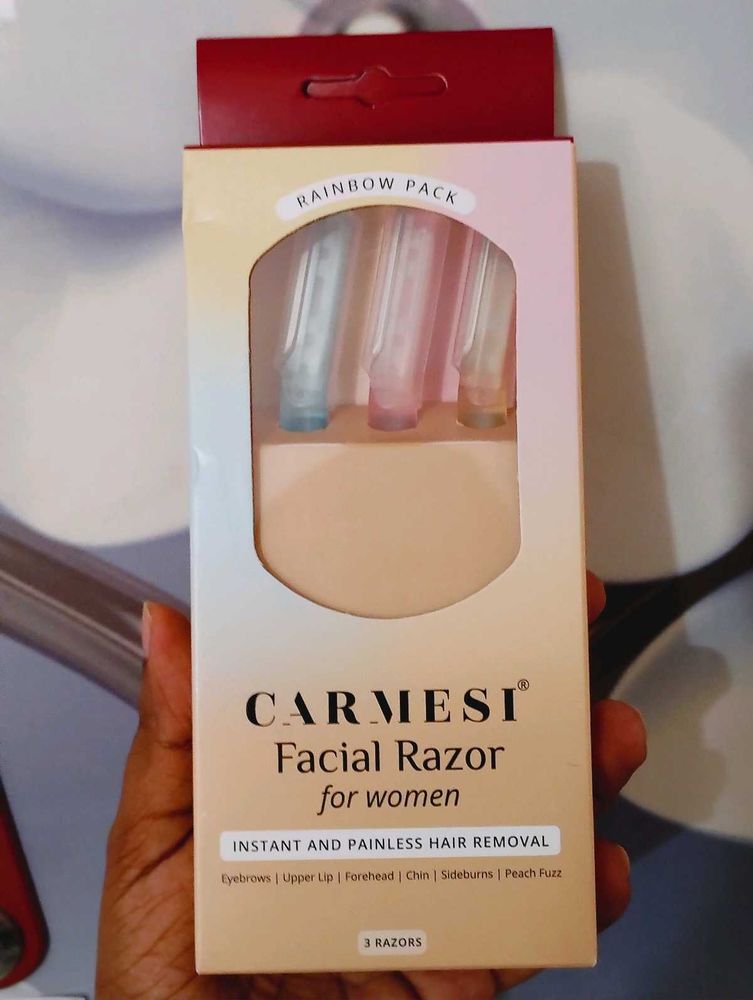 RAINBOW PACK
CARMESI®
Facial Razor
for women
INSTANT AND PAINLESS HAIR REMOVAL
Eyebrows | Upper Lip | Forehead | Chin | Sideburns | Peach Fuzz
3 RAZORS